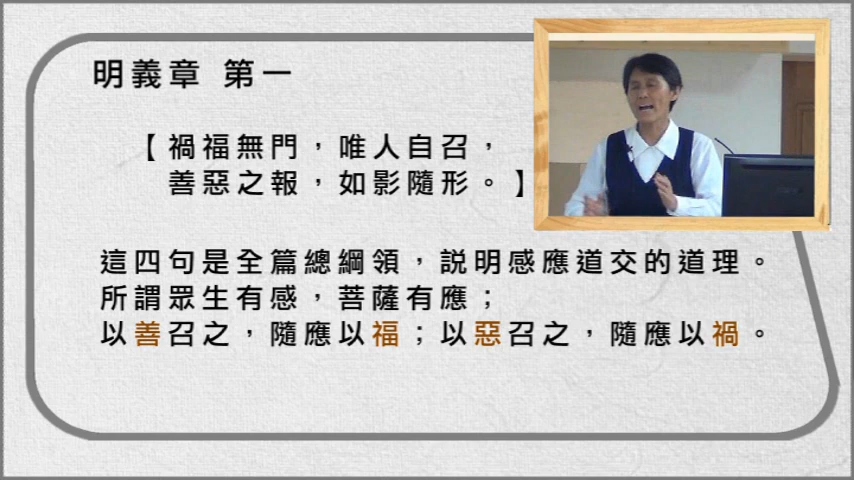 明義章 第一
【禍福無門，唯人自召，
善惡之報，如影隨形。】
這四句是全篇總綱領，說明感應道交的道理。
所謂眾生有感，菩薩有應；
以善召之，隨應以福；以惡召之，隨應以禍。